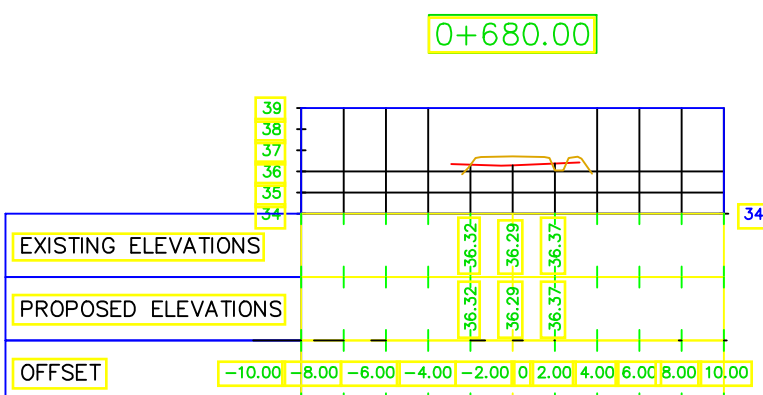 0+680.00
39
38
37
36
35
34 34
EXISTING ELEVATIONS 36.32 36.29 36.37
PROPOSED ELEVATIONS 36.32 36.29 36.37
OFFSET -10.00 -8.00 -6.00 -4.00 -2.00 0 2.00 4.00 6.00 8.00 10.00